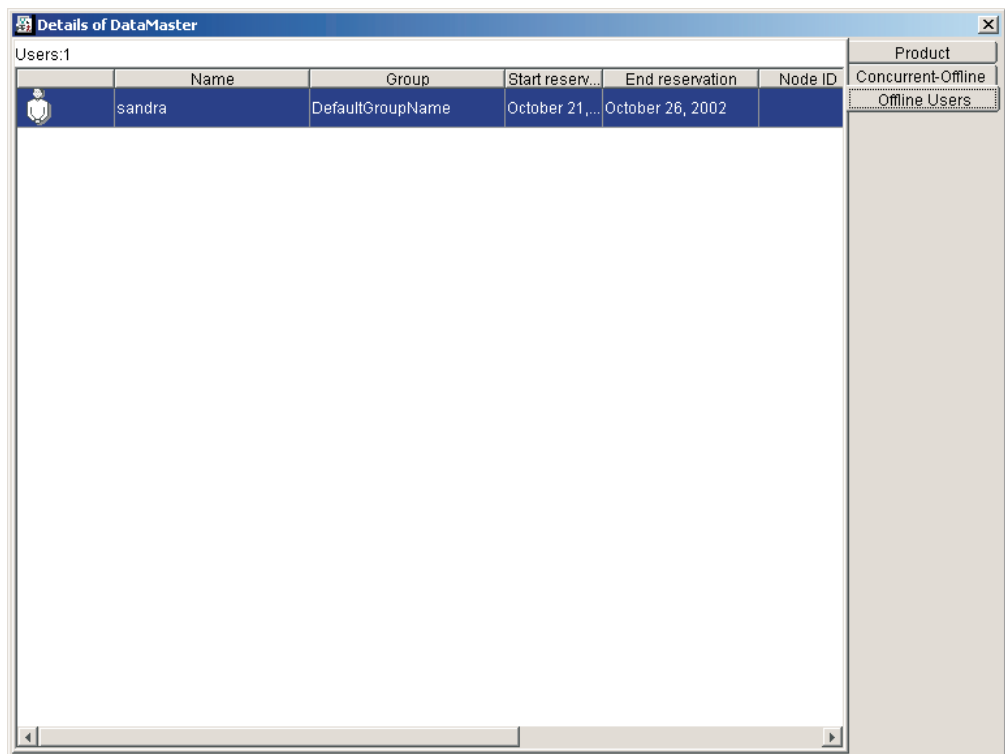 Details of DataMaster
Users:1
Name Group Start reserv... End reservation Node ID
sandra DefaultGroupName October 21,... October 26, 2002
Product
Concurrent-Offline
Offline Users